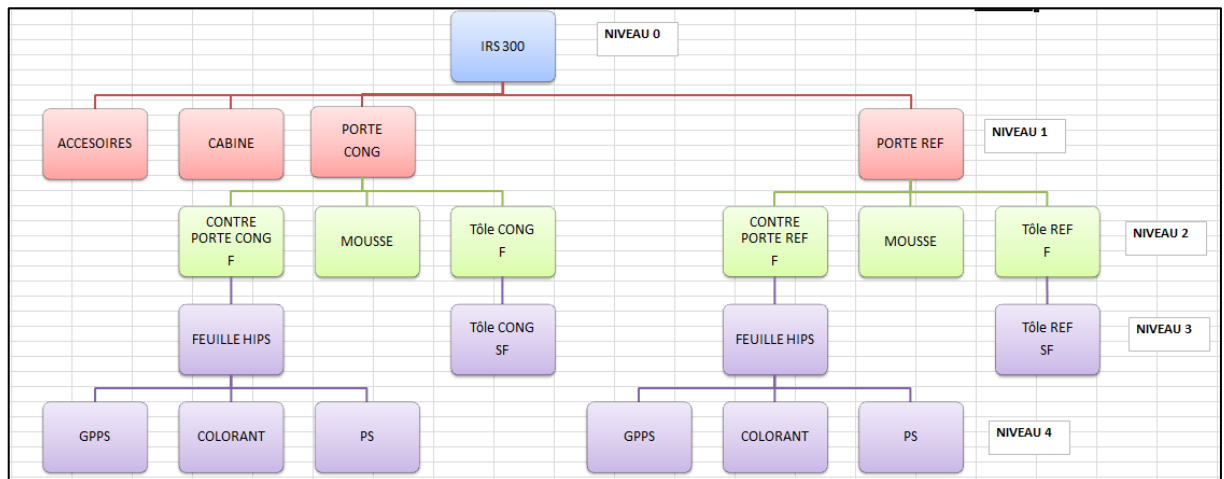 IRS 300
NIVEAU 0
ACCESOIRES
CABINE
PORTE
CONG
PORTE REF
NIVEAU 1
CONTRE
PORTE CONG
F
MOUSSE
Tôle CONG
F
CONTRE
PORTE REF
F
MOUSSE
Tôle REF
F
NIVEAU 2
FEUILLE HIPS
Tôle CONG
SF
FEUILLE HIPS
Tôle REF
SF
NIVEAU 3
GPPS
COLORANT
PS
GPPS
COLORANT
PS
NIVEAU 4